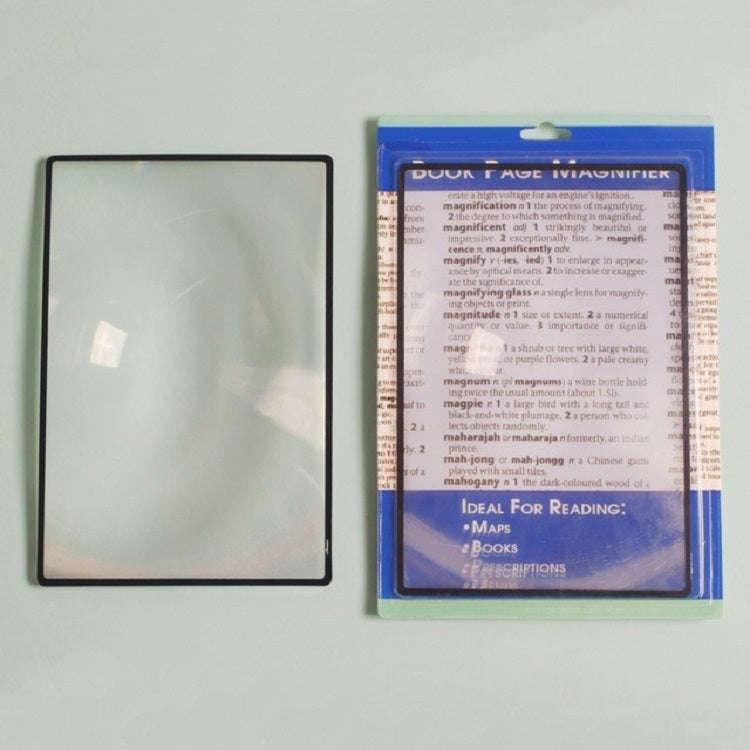 BOOK PAGE MAGNIFIER
erate a high voltage for an engine's ignition.
magnification n 1 the process of magnifying.
2 the degree to which something is magnified.
magnificent adj 1 strikingly beautiful or
impressive. 2 exceptionally fine. > magnifi-
cence n, magnificently adv.
magnify v (-ies, -ied) 1 to enlarge in appear-
ance by optical means. 2 to increase or exagger-
ate the significance of.
magnifying glass n a single lens for magnify-
ing objects or print.
magnitude n 1 size or extent. 2 a numerical
quantity or value. 3 importance or signifi-
1 a shrub or tree with large white,
or purple flowers. 2 a pale creamy
magnum n (pl magnums) a wine bottle hold
ing twice the usual amount (about 1.5l).
magpie n 1 a large bird with a long tail and
black-and-white plumage. 2 a person who col
lects objects randomly.
maharajah or maharaja n formerly, an Indian
prince.
mah-jong or mah-jongg n a Chinese game
played with small tiles.
mahogany n 1 the dark-coloured wood of a
IDEAL FOR READING:
• MAPS
• BOOKS
• PRESCRIPTIONS